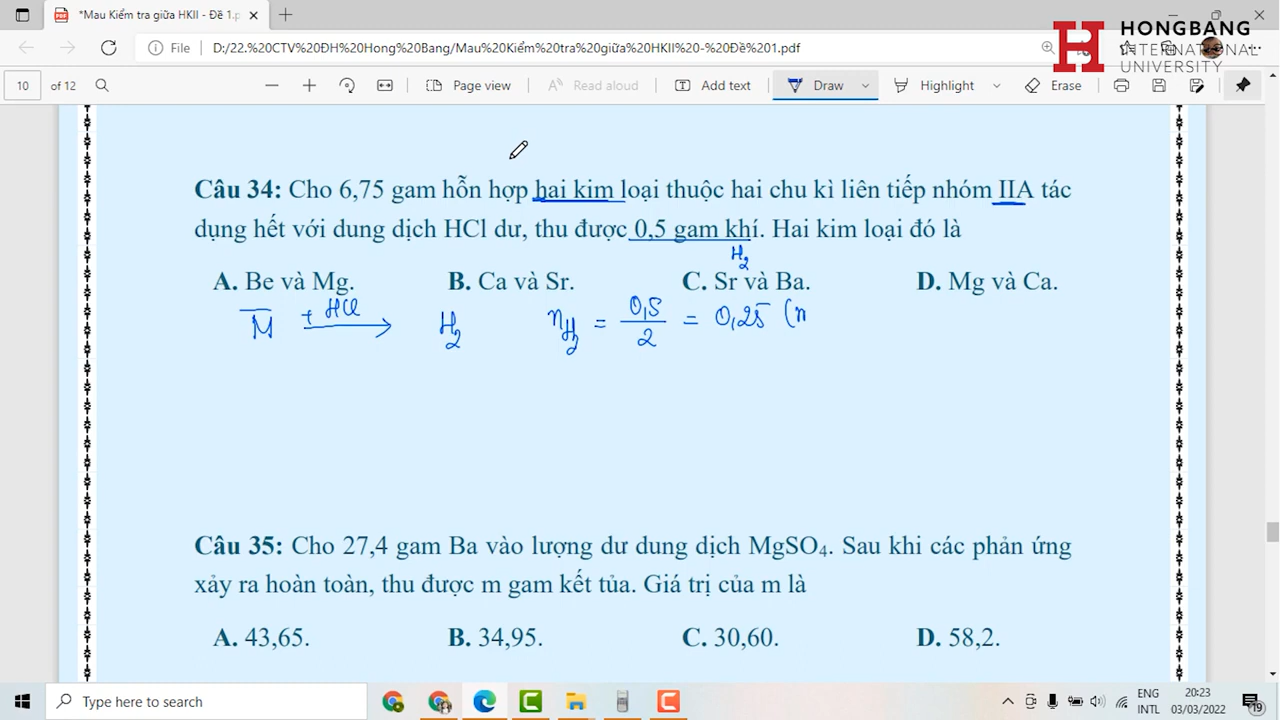 *Mau Kiểm tra giữa HKII - Đề 1.p
HONGBANG
INTERNATIONAL
UNIVERSITY
File
D:/22.%20CTV%20ĐH%20Hong%20Bang/Mau%20Kiểm%20tra%20giữa%20HKII%20-%20Đề%201.pdf
10 of 12
Page view
Read aloud
Add text
Draw
Highlight
Erase
Câu 34: Cho 6,75 gam hỗn hợp hai kim loại thuộc hai chu kì liên tiếp nhóm IIA tác
dụng hết với dung dịch HCl dư, thu được 0,5 gam khí. Hai kim loại đó là
H₂
A. Be và Mg. B. Ca và Sr. C. Sr và Ba. D. Mg và Ca.
M̅ + HCl → H₂ nH₂ = 0,5/2 = 0,25 (m
Câu 35: Cho 27,4 gam Ba vào lượng dư dung dịch MgSO₄. Sau khi các phản ứng
xảy ra hoàn toàn, thu được m gam kết tủa. Giá trị của m là
A. 43,65. B. 34,95. C. 30,60. D. 58,2.
Type here to search
ENG
INTL
20:23
03/03/2022
19